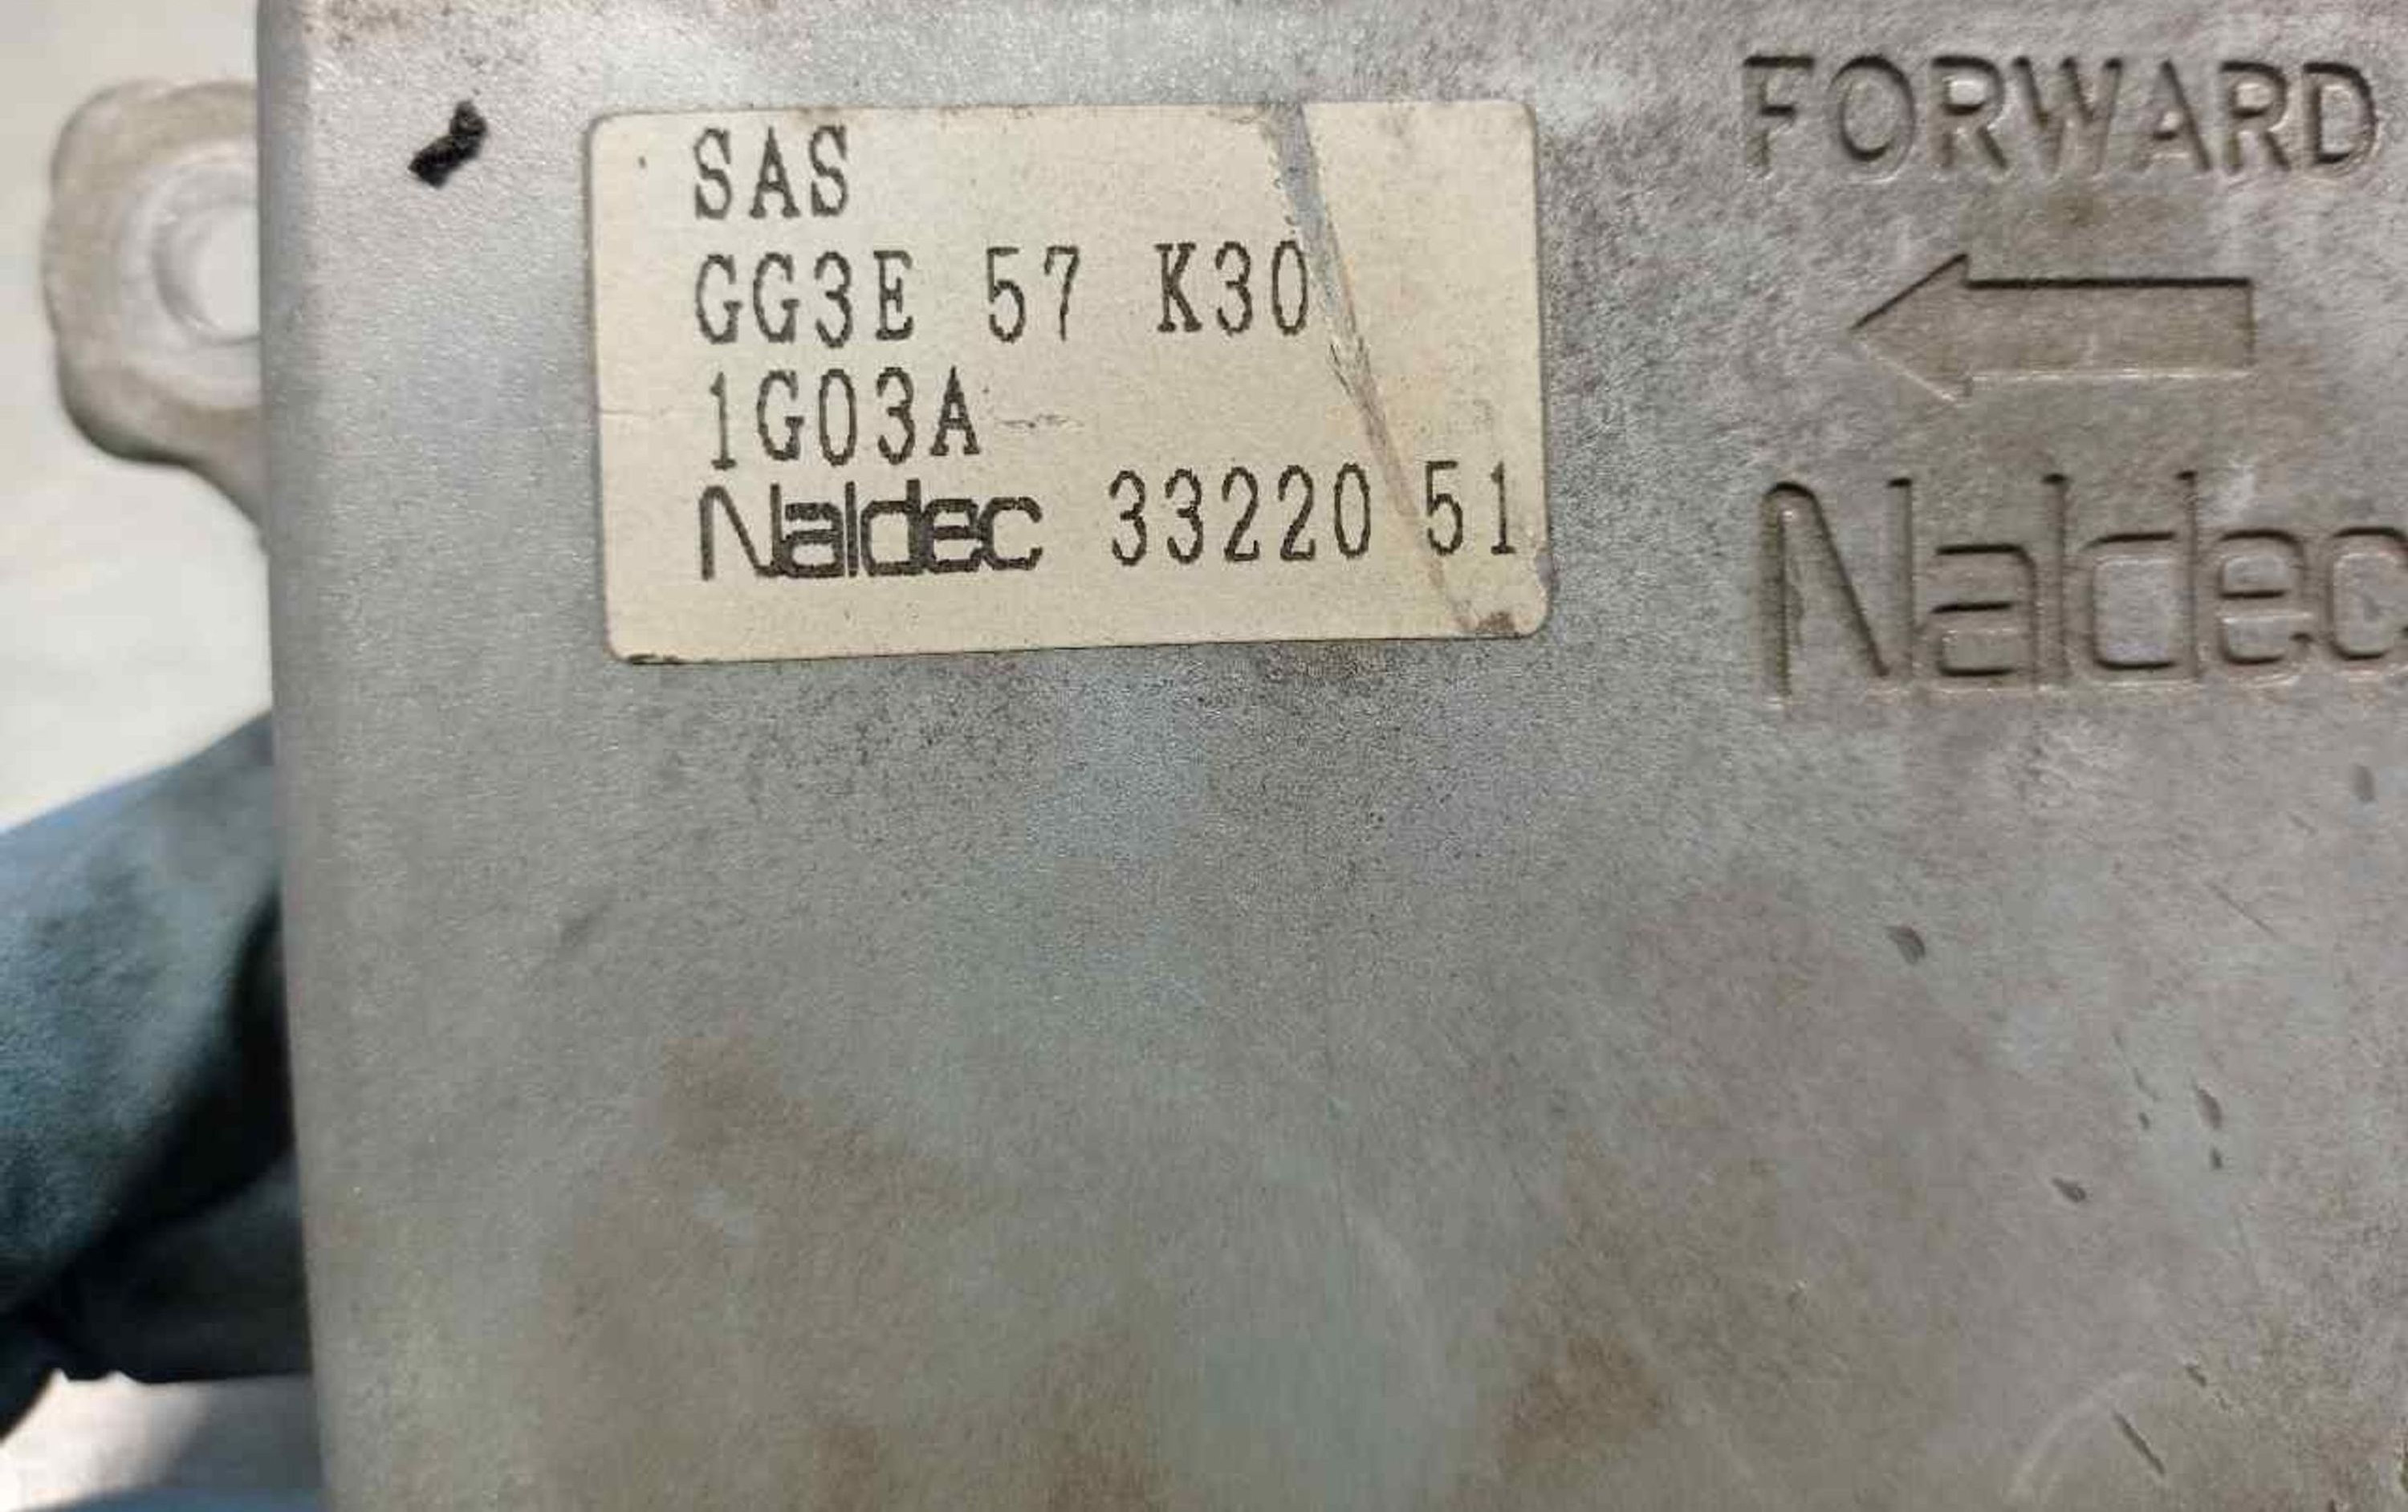 SAS
GG3E 57 K30
1G03A
Naldec 33220 51
FORWARD
Naldec